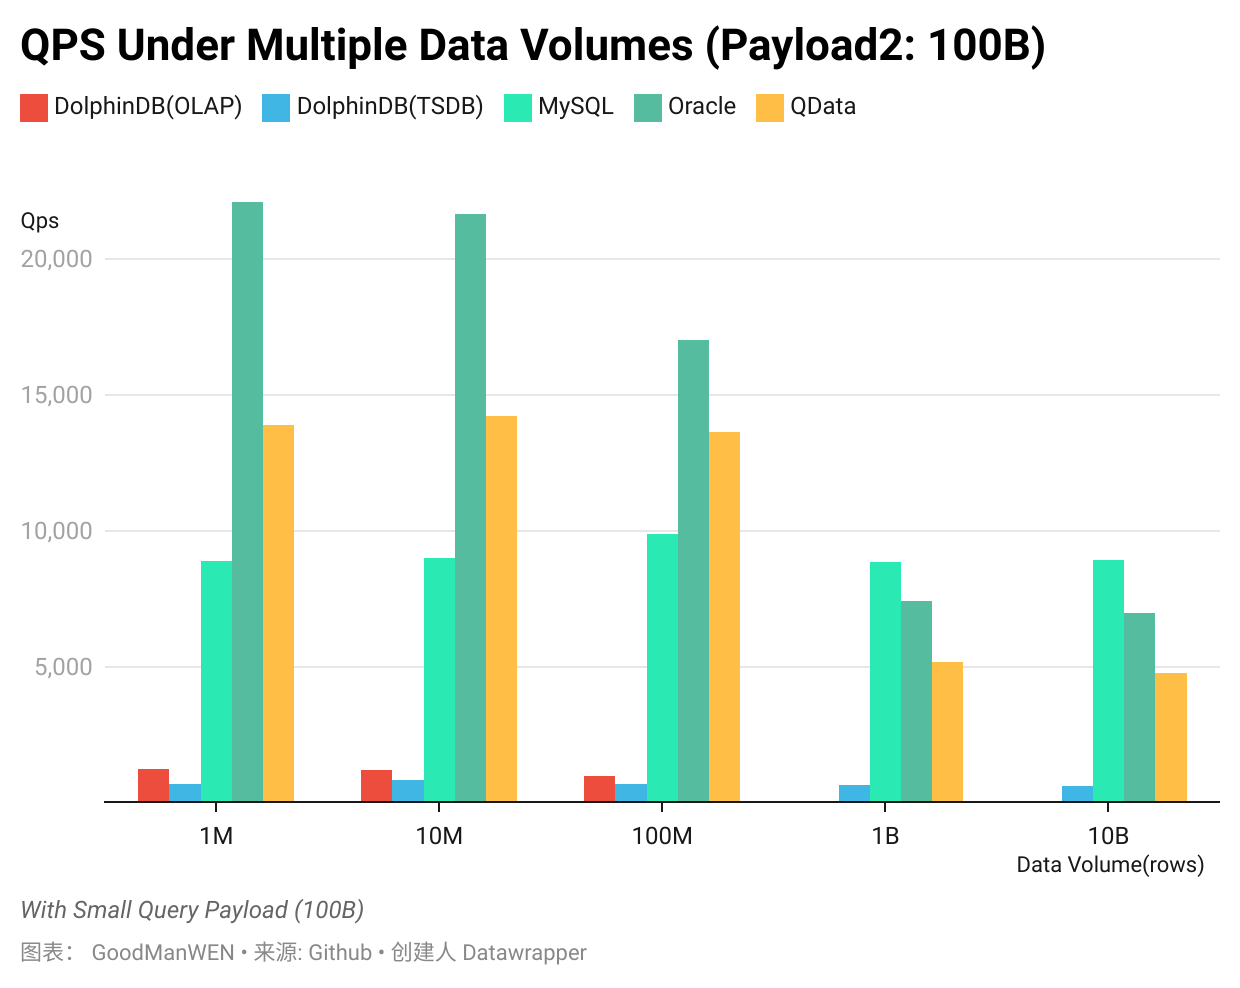 QPS Under Multiple Data Volumes (Payload2: 100B)
DolphinDB(OLAP) DolphinDB(TSDB) MySQL Oracle QData
Qps
20,000
15,000
10,000
5,000
1M 10M 100M 1B 10B
Data Volume(rows)
With Small Query Payload (100B)
图表： GoodManWEN • 来源: Github • 创建人 Datawrapper